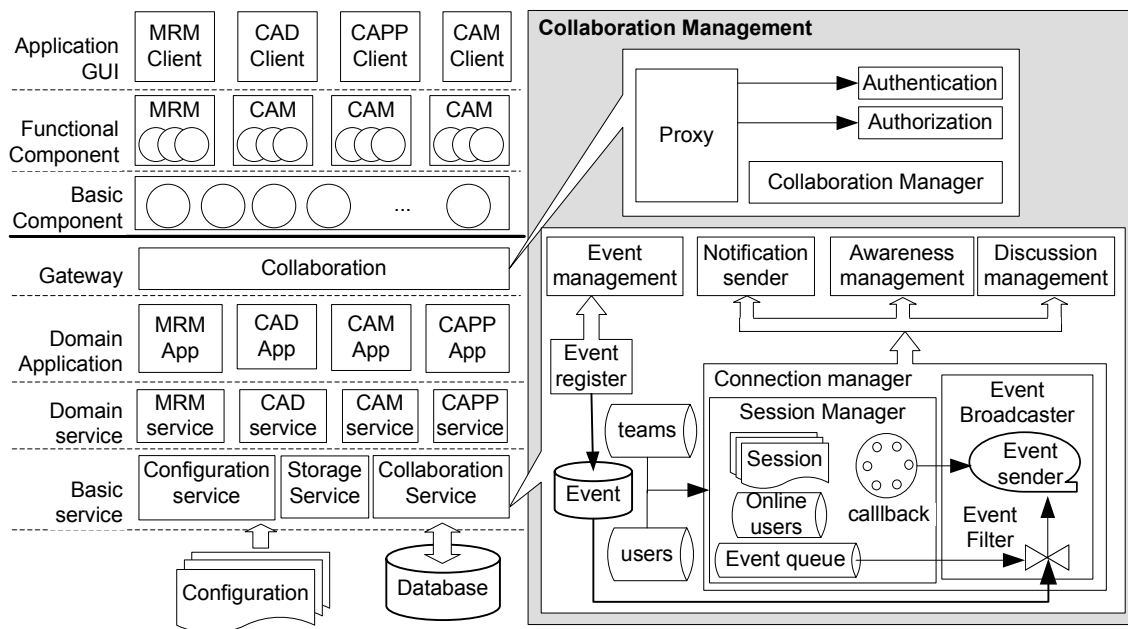 Application
GUI
MRM
Client
CAD
Client
CAPP
Client
CAM
Client
Functional
Component
MRM
CAM
CAM
CAM
Basic
Component
...
Gateway
Collaboration
Domain
Application
MRM
App
CAD
App
CAM
App
CAPP
App
Domain
service
MRM
service
CAD
service
CAM
service
CAPP
service
Basic
service
Configuration
service
Storage
Service
Collaboration
Service
Configuration
Database
Collaboration Management
Proxy
Authentication
Authorization
Collaboration Manager
Event
management
Notification
sender
Awareness
management
Discussion
management
Event
register
Connection manager
teams
Event
users
Session Manager
Session
Online
users
calllback
Event queue
Event
Broadcaster
Event
sender
Event
Filter